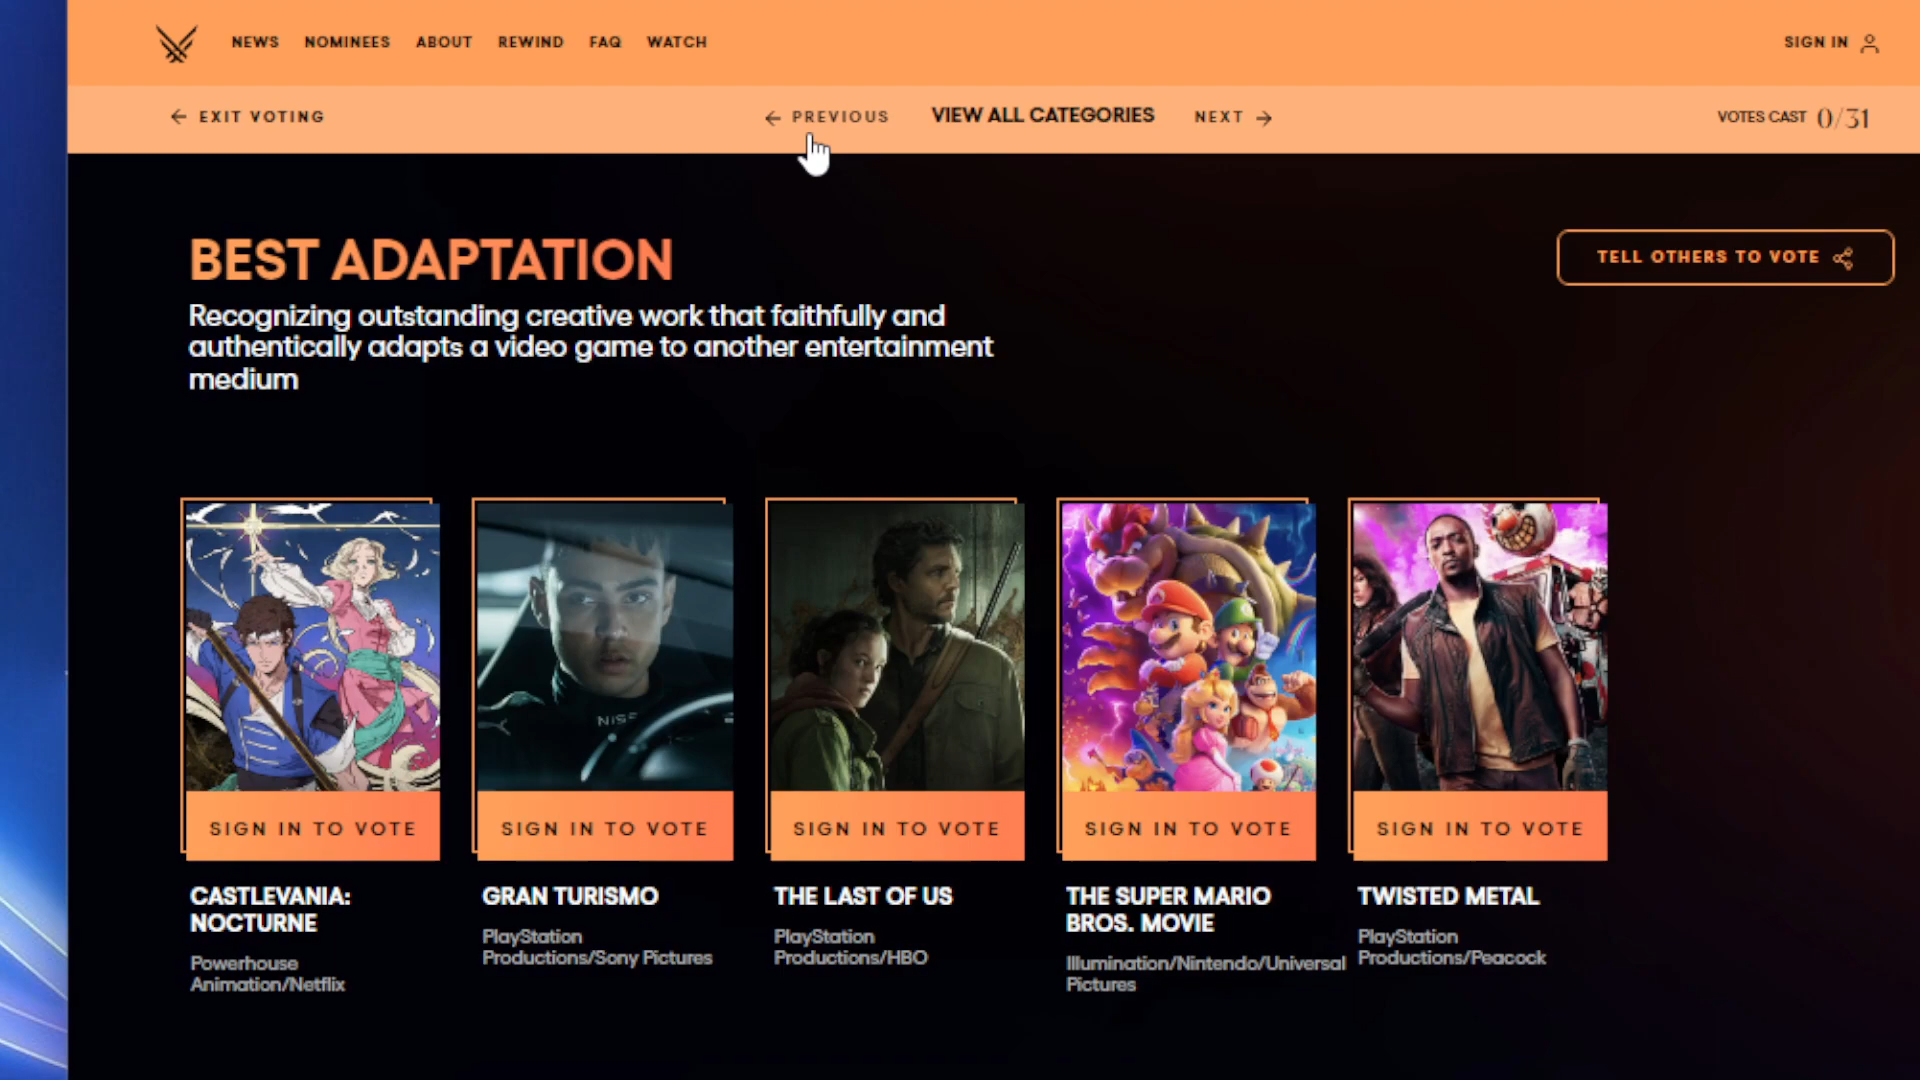 NEWS NOMINEES ABOUT REWIND FAQ WATCH SIGN IN
EXIT VOTING PREVIOUS VIEW ALL CATEGORIES NEXT VOTES CAST 0/31
BEST ADAPTATION
TELL OTHERS TO VOTE
Recognizing outstanding creative work that faithfully and
authentically adapts a video game to another entertainment
medium
SIGN IN TO VOTE
CASTLEVANIA:
NOCTURNE
Powerhouse
Animation/Netflix
SIGN IN TO VOTE
GRAN TURISMO
PlayStation
Productions/Sony Pictures
SIGN IN TO VOTE
THE LAST OF US
PlayStation
Productions/HBO
SIGN IN TO VOTE
THE SUPER MARIO
BROS. MOVIE
Illumination/Nintendo/Universal
Pictures
SIGN IN TO VOTE
TWISTED METAL
PlayStation
Productions/Peacock